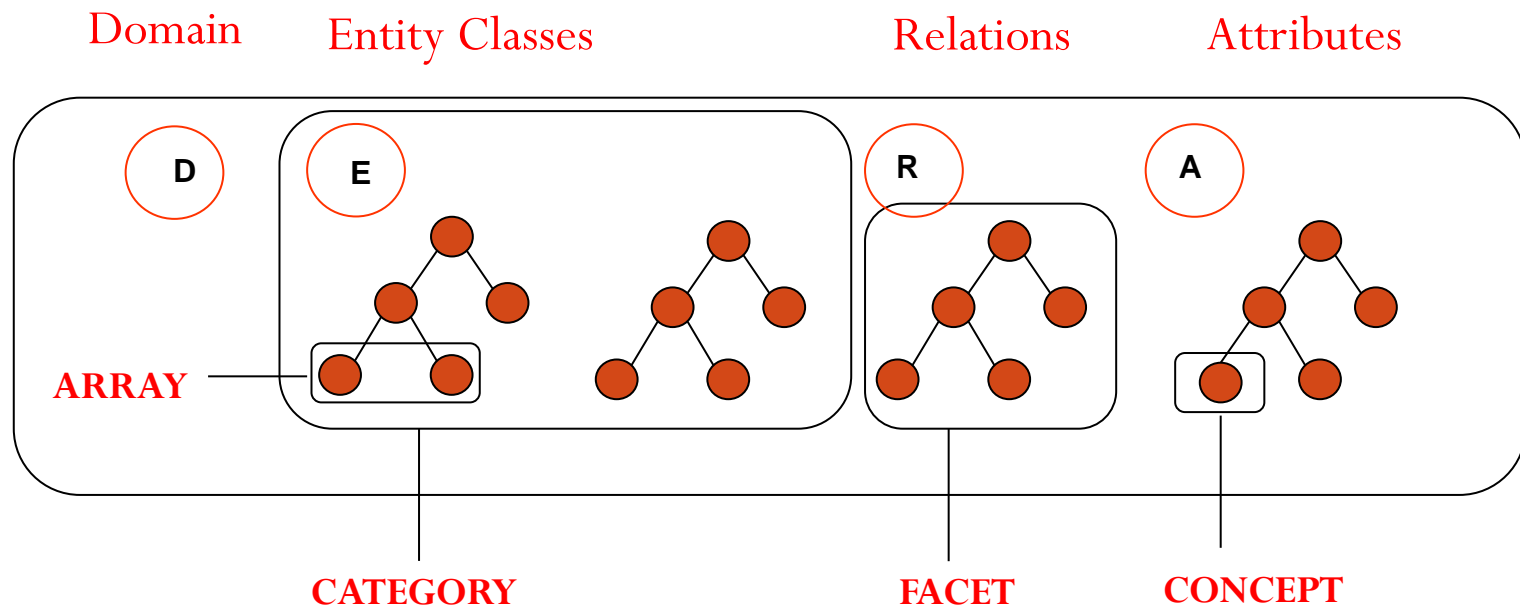 Domain
Entity Classes
Relations
Attributes
D
E
R
A
ARRAY
CATEGORY
FACET
CONCEPT